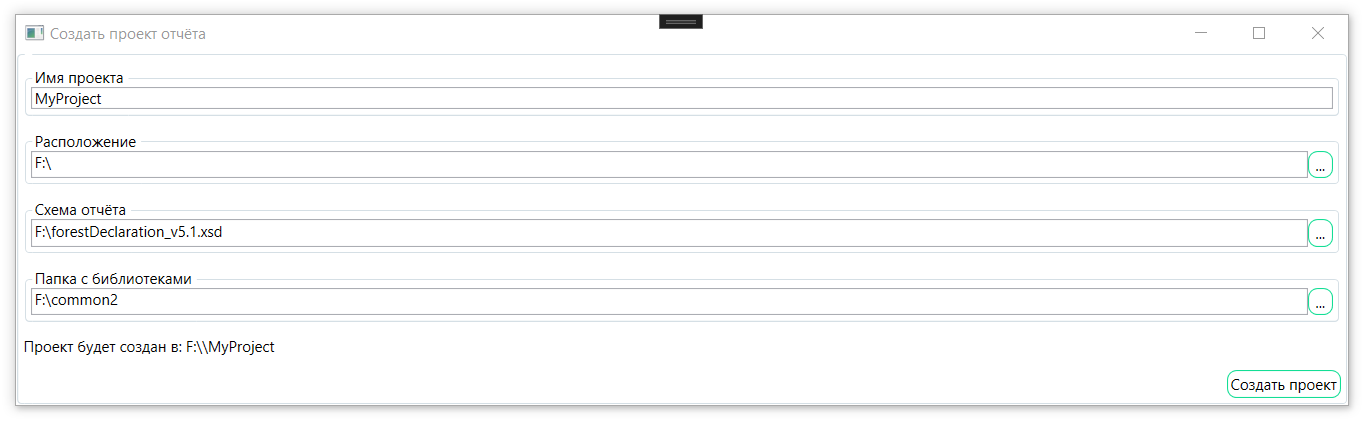 Создать проект отчёта
Имя проекта
MyProject
Расположение
F:\
...
Схема отчёта
F:\forestDeclaration_v5.1.xsd
...
Папка с библиотеками
F:\common2
...
Проект будет создан в: F:\\MyProject
Создать проект